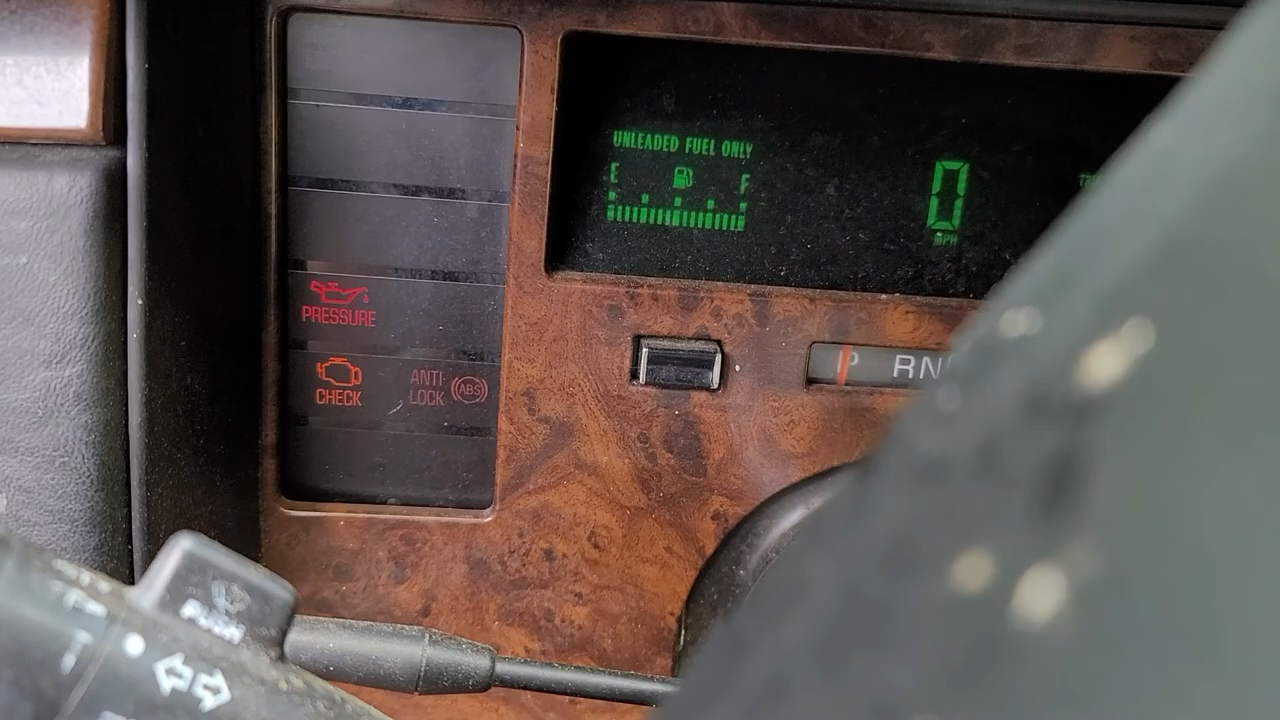 UNLEADED FUEL ONLY
E F
0
MPH
PRESSURE
P RN
CHECK
ANTI-
LOCK
ABS
PUSH